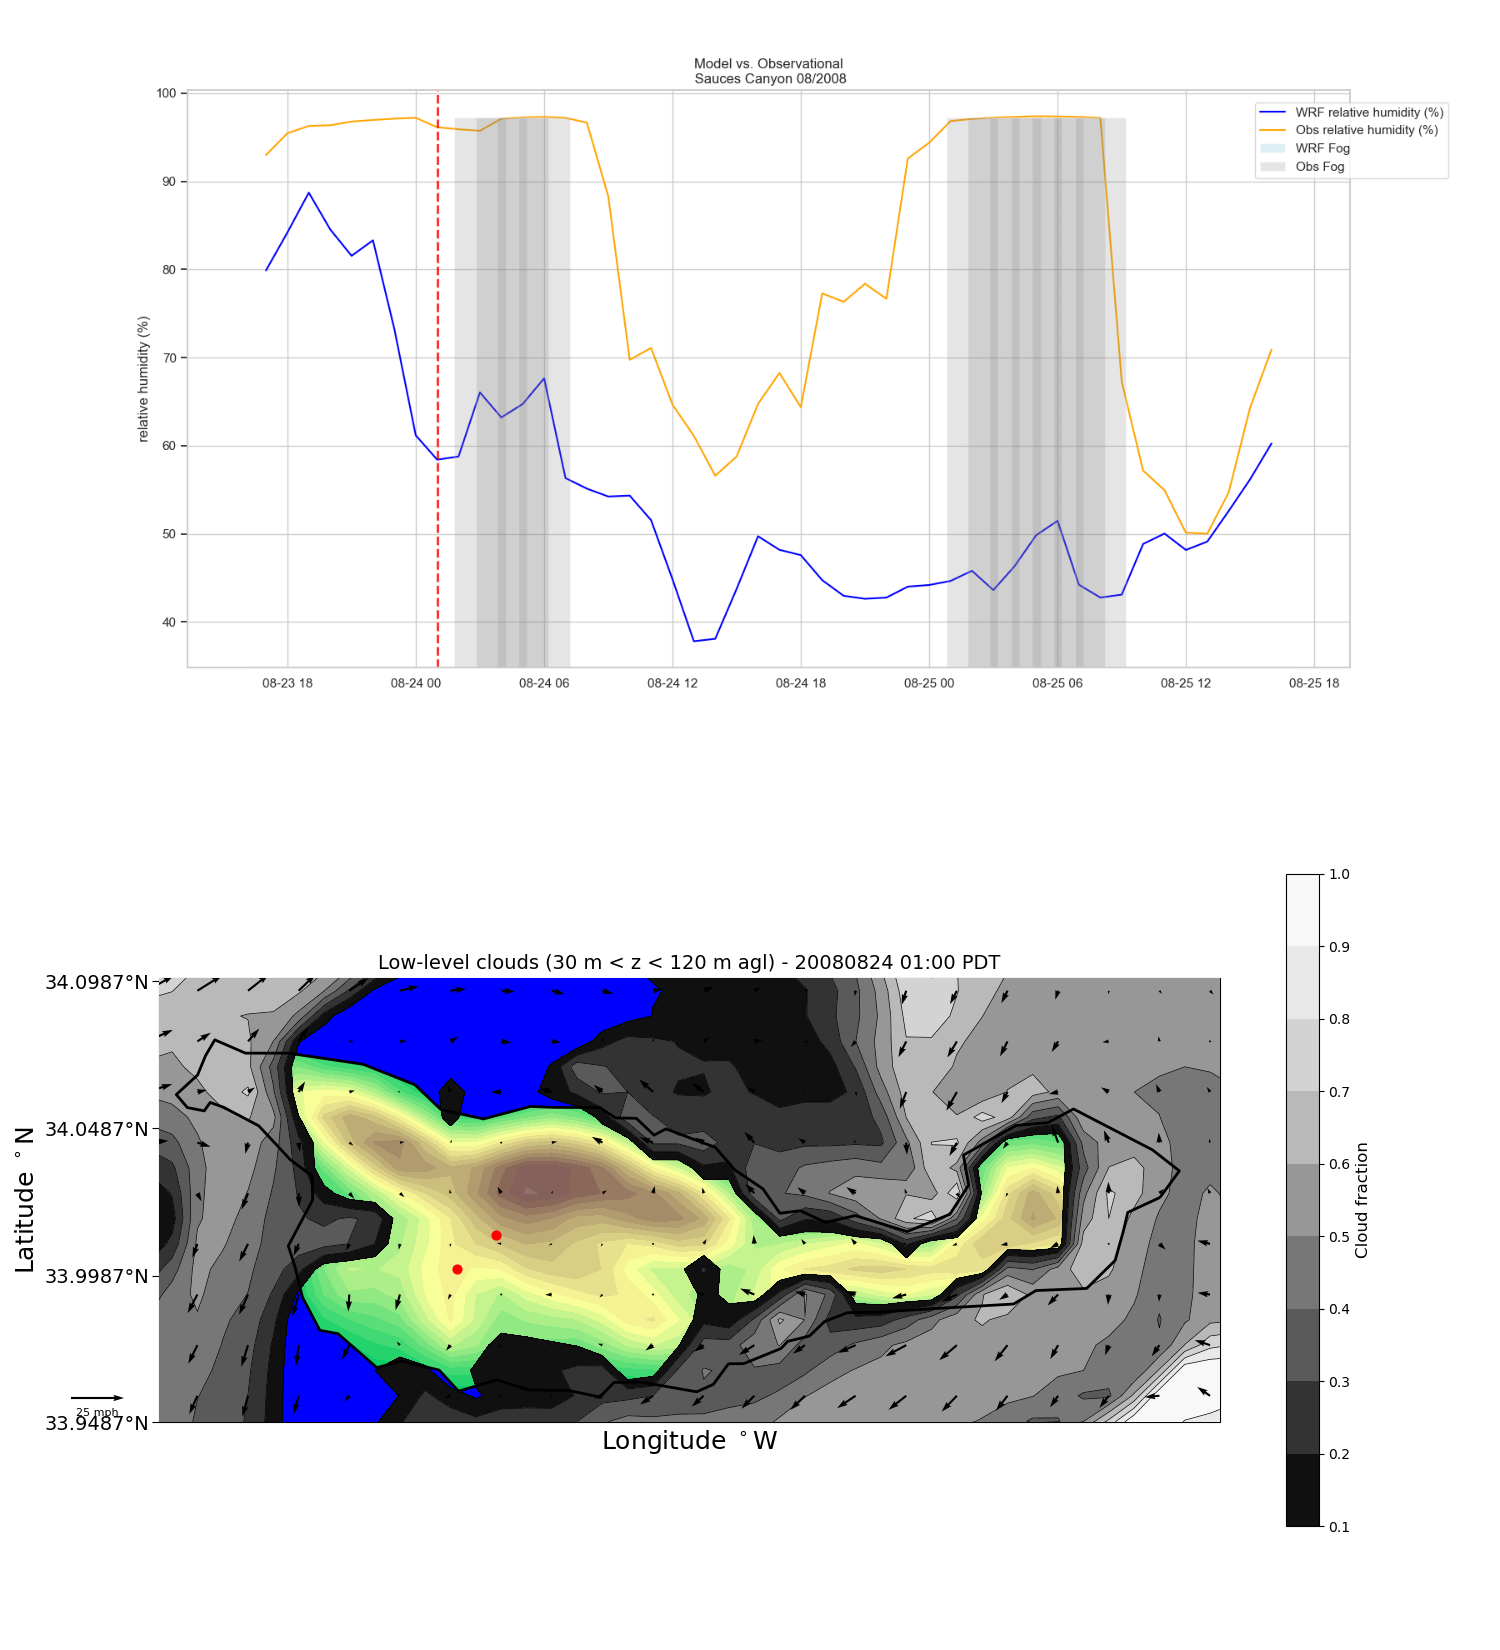 Model vs. Observational
Sauces Canyon 08/2008
100
90
80
70
60
50
40
relative humidity (%)
WRF relative humidity (%)
Obs relative humidity (%)
WRF Fog
Obs Fog
08-23 18
08-24 00
08-24 06
08-24 12
08-24 18
08-25 00
08-25 06
08-25 12
08-25 18
Low-level clouds (30 m < z < 120 m agl) - 20080824 01:00 PDT
34.0987°N
34.0487°N
33.9987°N
33.9487°N
Latitude °N
25 mph
Longitude °W
1.0
0.9
0.8
0.7
0.6
0.5
0.4
0.3
0.2
0.1
Cloud fraction